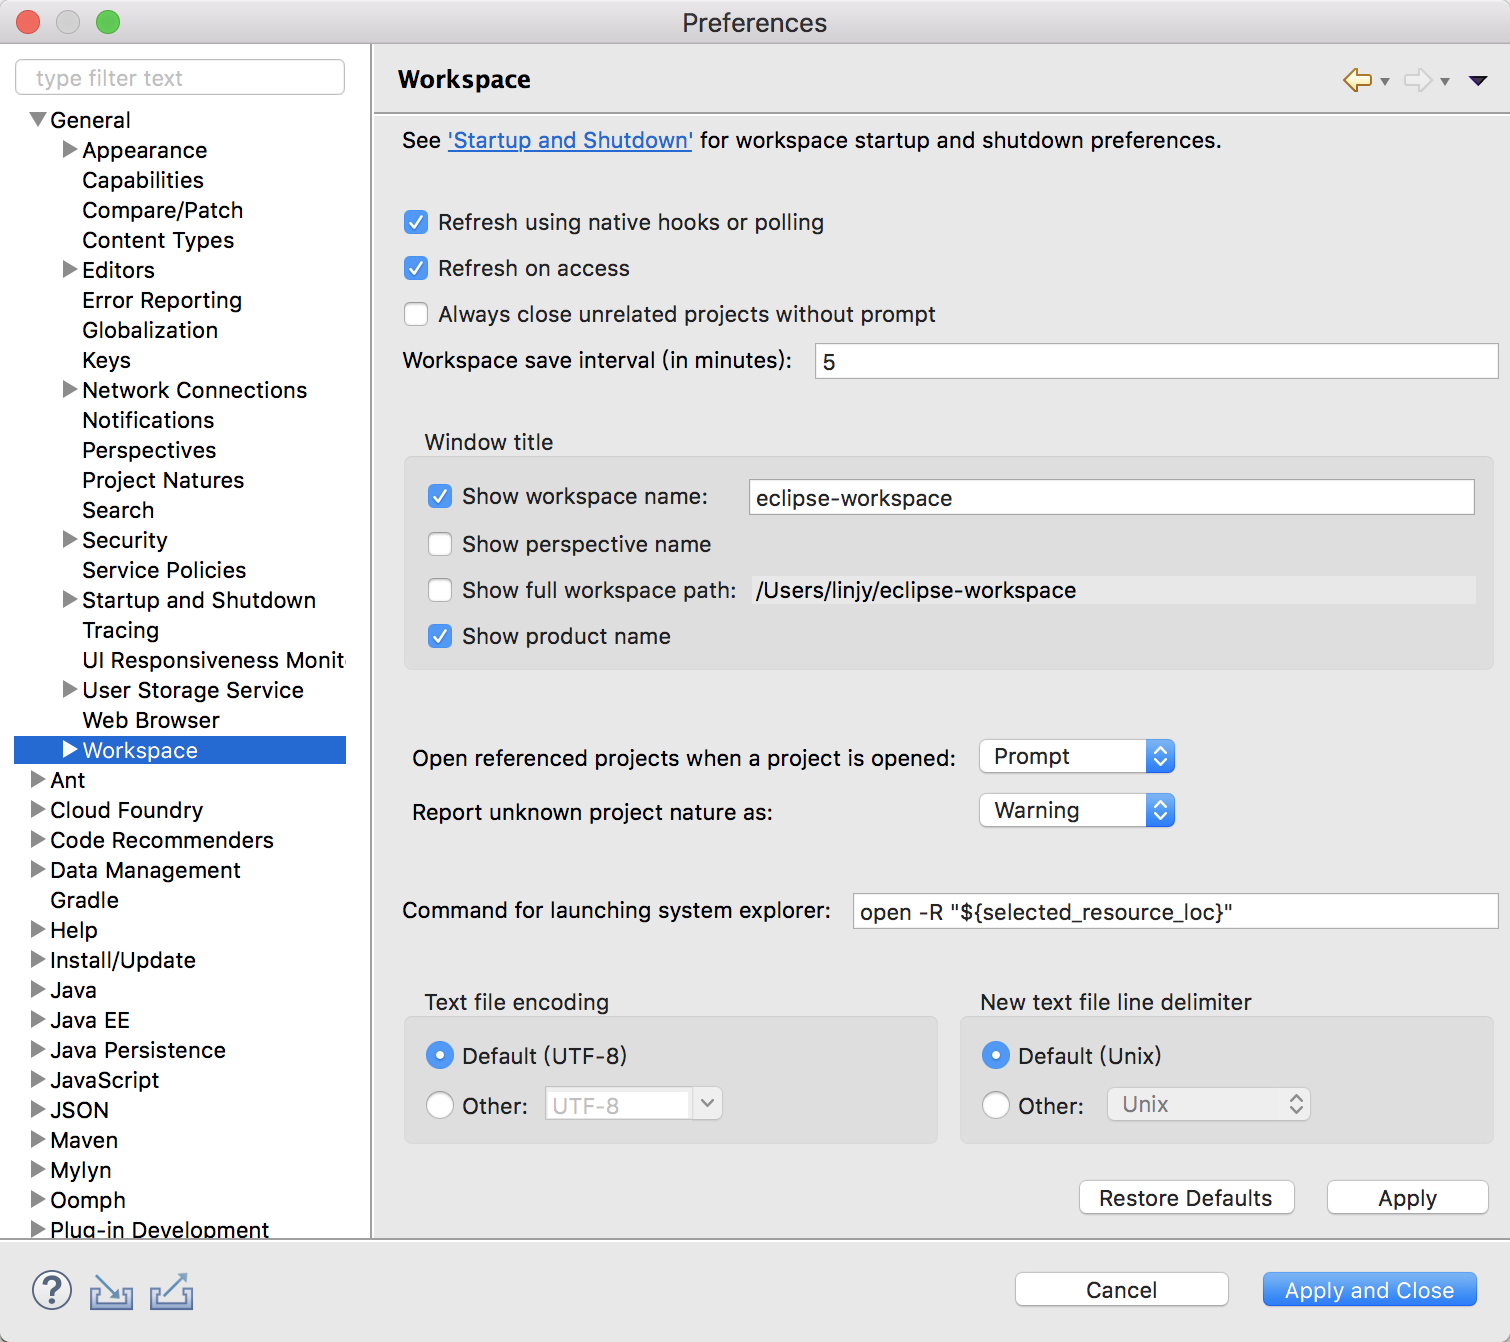 Preferences
type filter text
General
Appearance
Capabilities
Compare/Patch
Content Types
Editors
Error Reporting
Globalization
Keys
Network Connections
Notifications
Perspectives
Project Natures
Search
Security
Service Policies
Startup and Shutdown
Tracing
UI Responsiveness Monit
User Storage Service
Web Browser
Workspace
Ant
Cloud Foundry
Code Recommenders
Data Management
Gradle
Help
Install/Update
Java
Java EE
Java Persistence
JavaScript
JSON
Maven
Mylyn
Oomph
Plug-in Development
Workspace
See 'Startup and Shutdown' for workspace startup and shutdown preferences.
Refresh using native hooks or polling
Refresh on access
Always close unrelated projects without prompt
Workspace save interval (in minutes): 5
Window title
Show workspace name: eclipse-workspace
Show perspective name
Show full workspace path: /Users/linjy/eclipse-workspace
Show product name
Open referenced projects when a project is opened: Prompt
Report unknown project nature as: Warning
Command for launching system explorer: open -R "${selected_resource_loc}"
Text file encoding
Default (UTF-8)
Other: UTF-8
New text file line delimiter
Default (Unix)
Other: Unix
Restore Defaults Apply
? Cancel Apply and Close